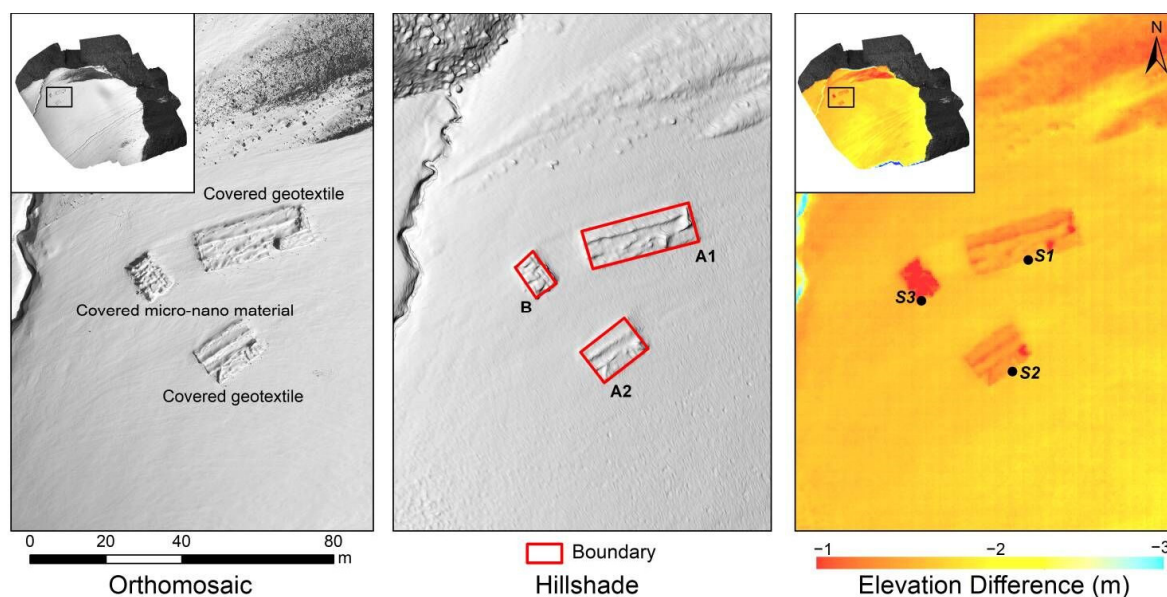 Covered geotextile
Covered micro-nano material
Covered geotextile
0 20 40 80
m
Orthomosaic
A1
B
A2
Boundary
Hillshade
N
S1
S3
S2
−1 −2 −3
Elevation Difference (m)